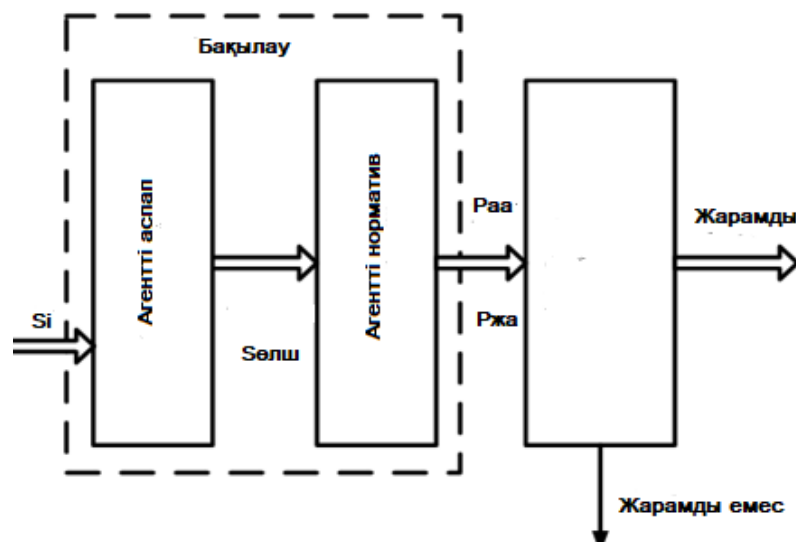 Бақылау
Агентті аспап
Агентті норматив
Раа
Жарамды
Si
Sөлш
Ржа
Жарамды емес